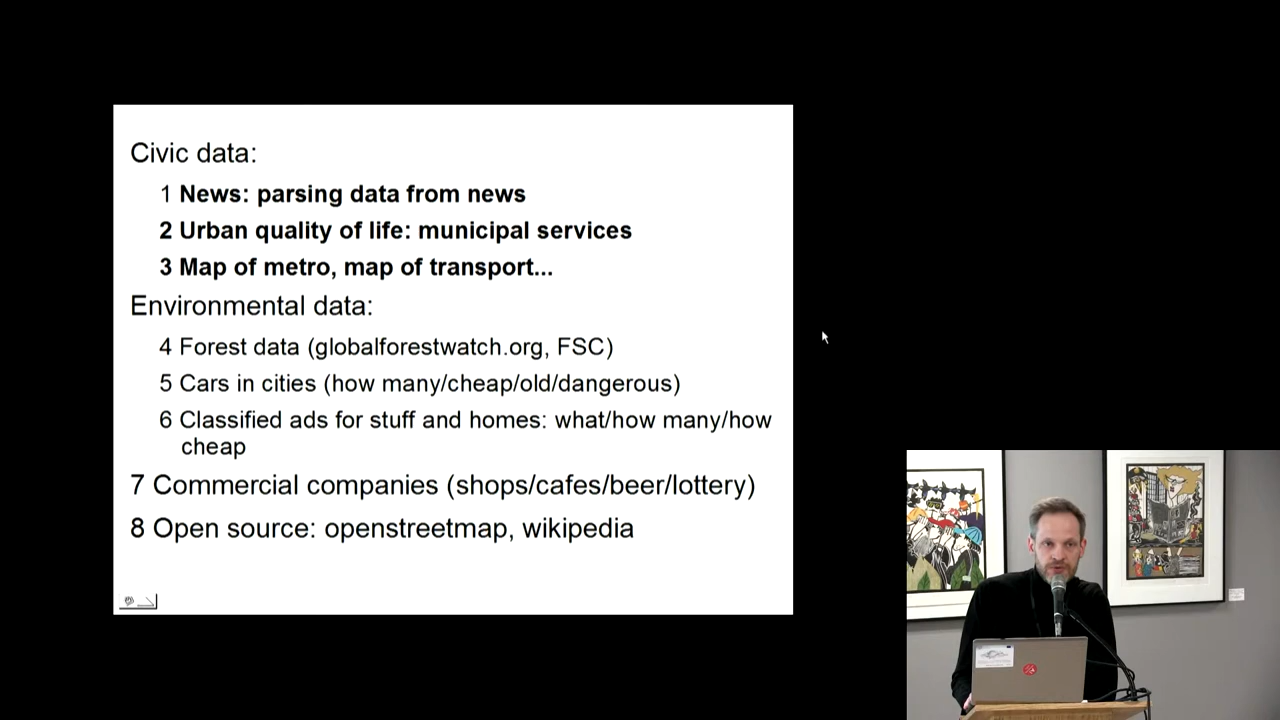 Civic data:
1 News: parsing data from news
2 Urban quality of life: municipal services
3 Map of metro, map of transport...
Environmental data:
4 Forest data (globalforestwatch.org, FSC)
5 Cars in cities (how many/cheap/old/dangerous)
6 Classified ads for stuff and homes: what/how many/how
cheap
7 Commercial companies (shops/cafes/beer/lottery)
8 Open source: openstreetmap, wikipedia